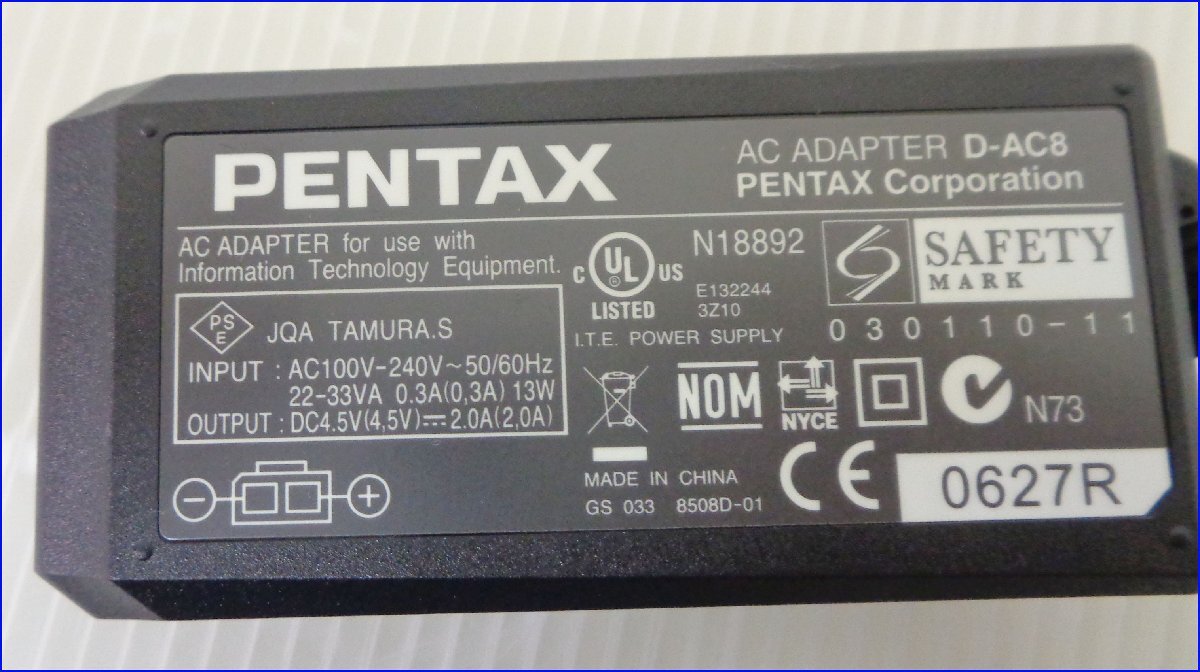 PENTAX
AC ADAPTER D-AC8
PENTAX Corporation
AC ADAPTER for use with
Information Technology Equipment.
PS
E
JQA TAMURA.S
INPUT : AC100V-240V~50/60Hz
22-33VA 0.3A(0,3A) 13W
OUTPUT : DC4.5V(4,5V)⎓2.0A(2,0A)
C UL US
LISTED
N18892
E132244
3Z10
I.T.E. POWER SUPPLY
SAFETY
MARK
030110-11
NOM
NYCE
N73
MADE IN CHINA
GS 033 8508D-01
CE
0627R